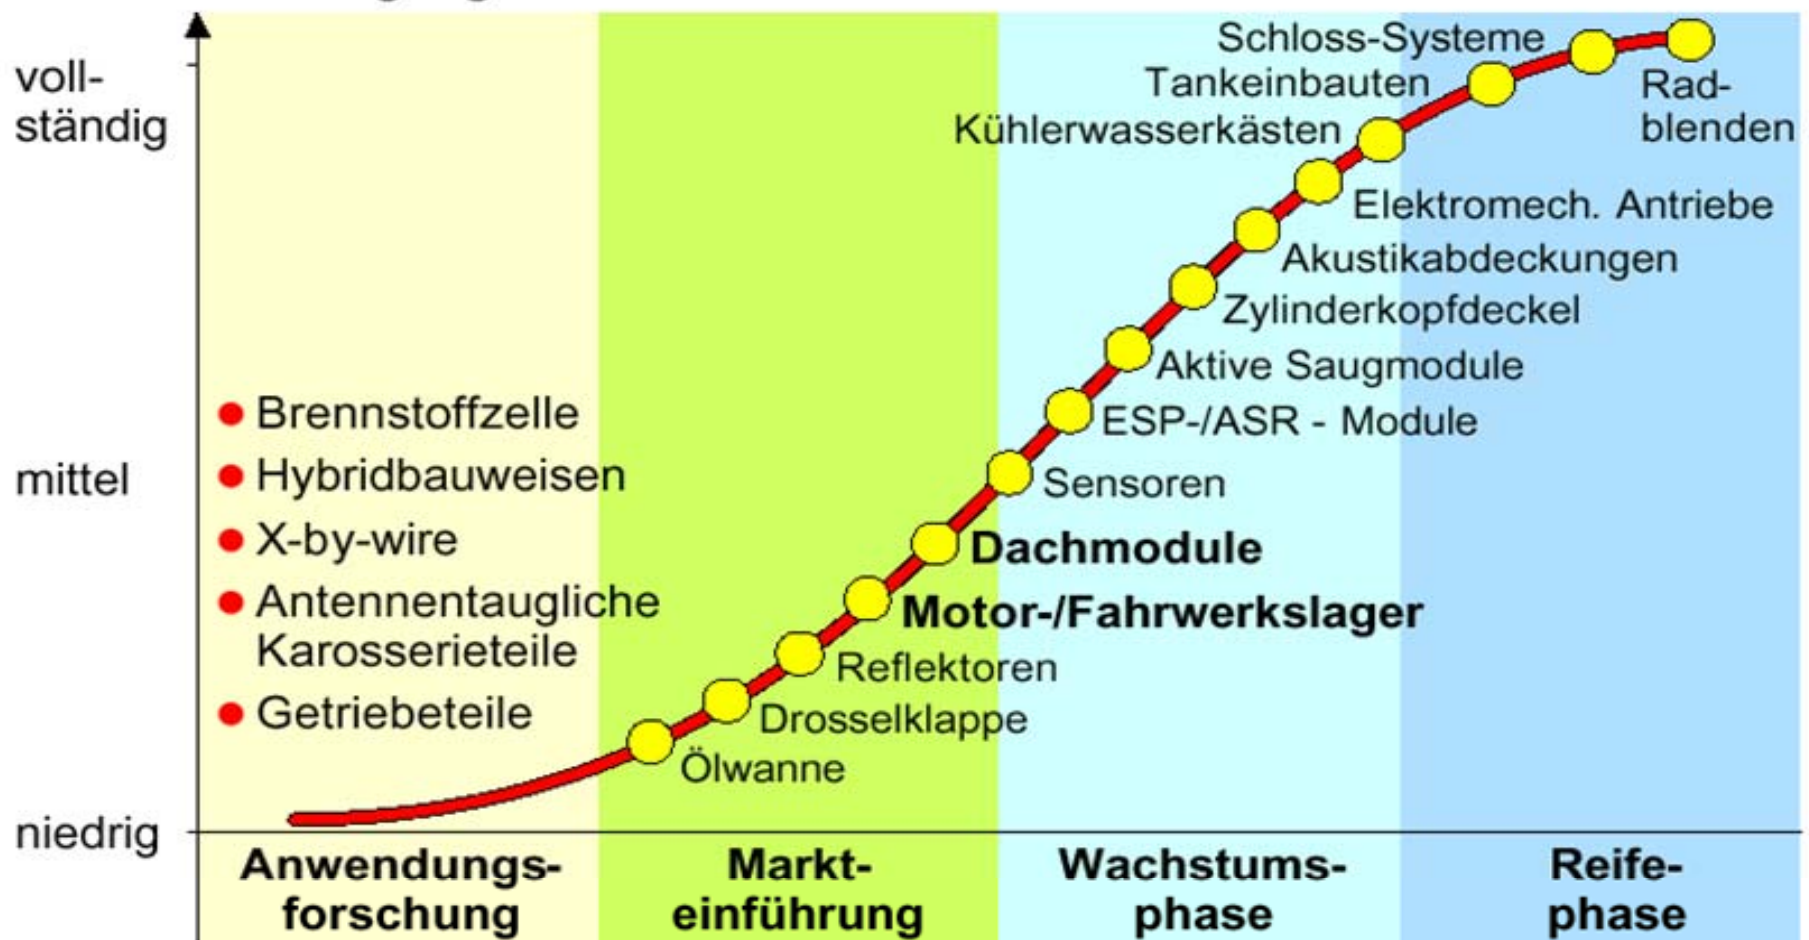 voll-
ständig
mittel
niedrig
Schloss-Systeme
Tankeinbauten
Kühlerwasserkästen
Rad-
blenden
Elektromech. Antriebe
Akustikabdeckungen
Zylinderkopfdeckel
Aktive Saugmodule
ESP-/ASR - Module
Sensoren
Dachmodule
Motor-/Fahrwerkslager
Reflektoren
Drosselklappe
Ölwanne
Brennstoffzelle
Hybridbauweisen
X-by-wire
Antennentaugliche
Karosserieteile
Getriebeteile
Anwendungs-
forschung
Markt-
einführung
Wachstums-
phase
Reife-
phase